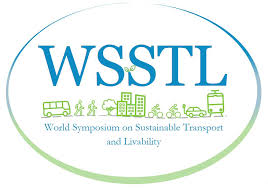 WSSTL
World Symposium on Sustainable Transport
and Livability